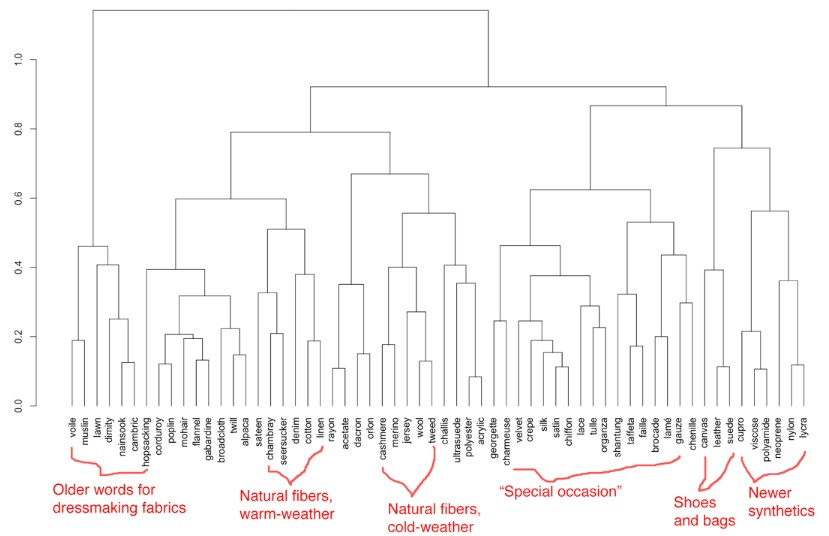 1.0
0.8
0.6
0.4
0.2
0.0
voile
muslin
lawn
dimity
nainsook
cambric
hopsacking
corduroy
poplin
mohair
flannel
gabardine
broadcloth
twill
alpaca
sateen
chambray
seersucker
denim
cotton
linen
rayon
acetate
dacron
orlon
cashmere
merino
jersey
wool
tweed
challis
ultrasuede
polyester
acrylic
georgette
charmeuse
velvet
crepe
silk
satin
chiffon
lace
tulle
organza
shantung
taffeta
faille
brocade
lamé
gauze
chenille
canvas
leather
suede
cupro
viscose
polyamide
neoprene
nylon
lycra
Older words for
dressmaking fabrics
Natural fibers,
warm-weather
Natural fibers,
cold-weather
“Special occasion”
Shoes
and bags
Newer
synthetics